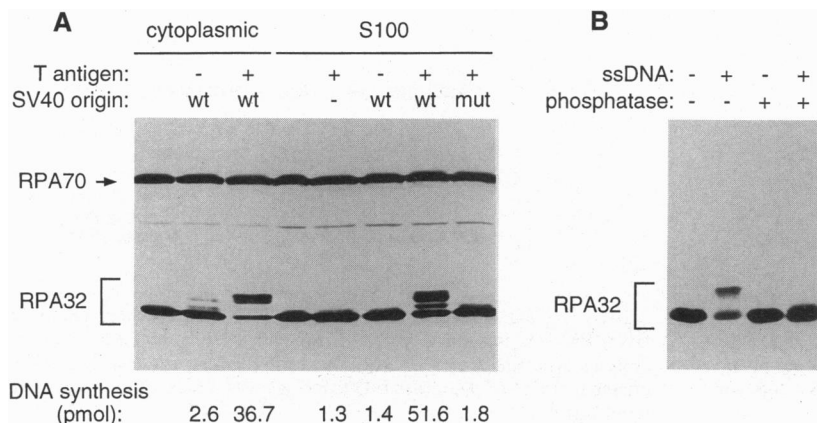 A
B
cytoplasmic S100
T antigen: - + + - + +
SV40 origin: wt wt - wt wt mut
ssDNA: - + - +
phosphatase: - - + +
RPA70
RPA32
RPA32
DNA synthesis
(pmol): 2.6 36.7 1.3 1.4 51.6 1.8